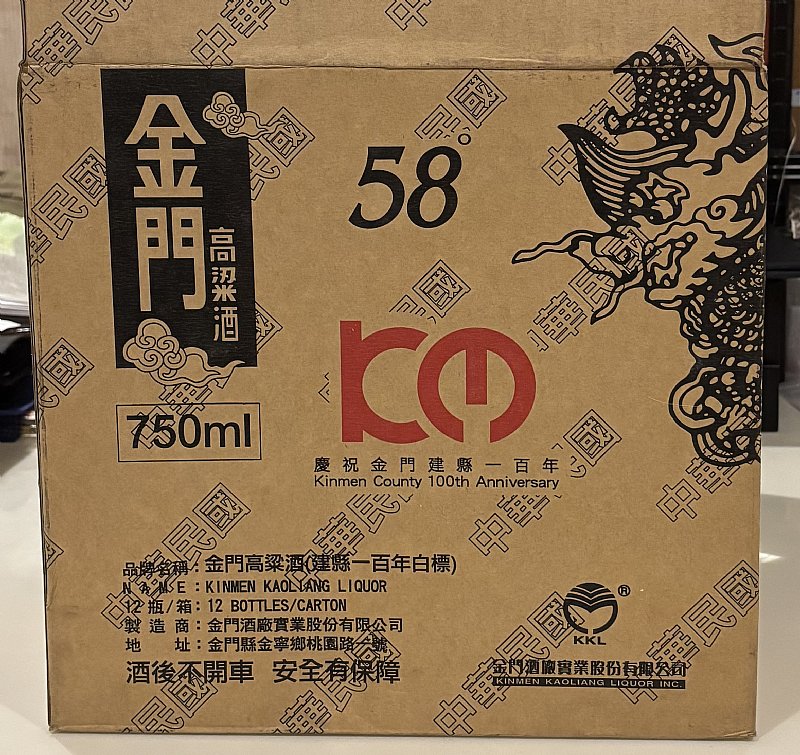 金門
高粱酒
58°
750ml
KM
慶祝金門建縣一百年
Kinmen County 100th Anniversary
品牌名稱：金門高粱酒(建縣一百年白標)
NAME：KINMEN KAOLIANG LIQUOR
12瓶/箱：12 BOTTLES/CARTON
製造商：金門酒廠實業股份有限公司
地址：金門縣金寧鄉桃園路一號
酒後不開車 安全有保障
®
KKL
金門酒廠實業股份有限公司
KINMEN KAOLIANG LIQUOR INC.
中華民國